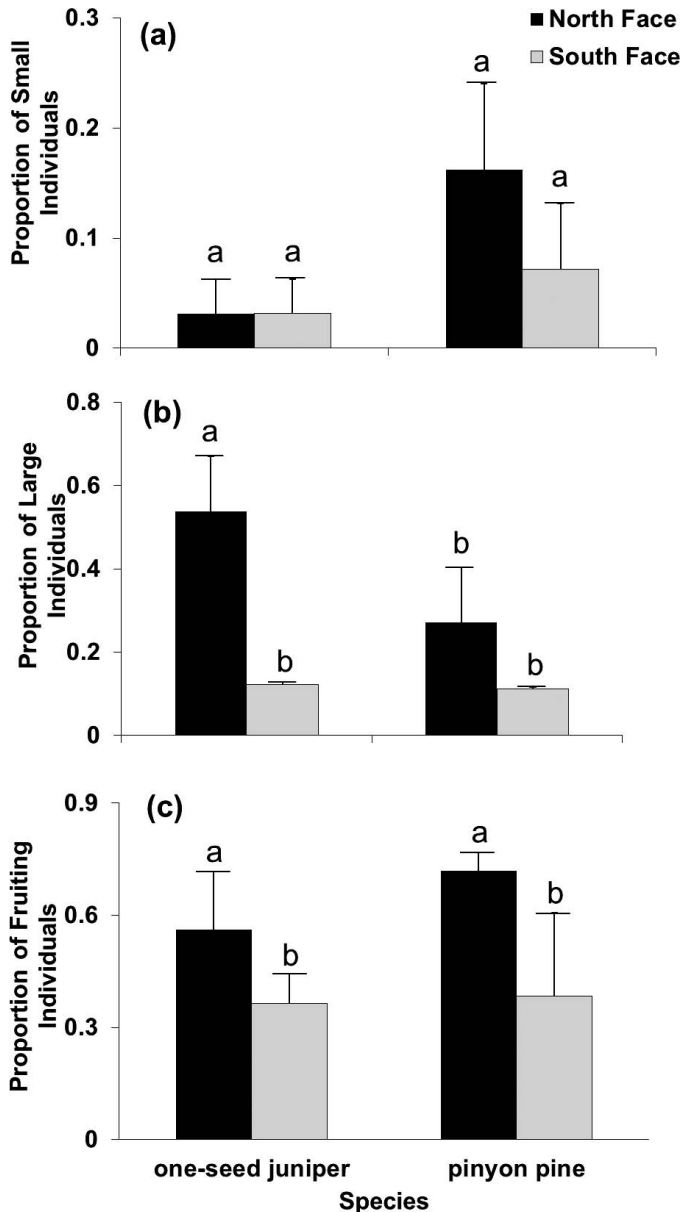 North Face
South Face
(a)
Proportion of Small
Individuals
0.3
0.2
0.1
0
a
a
a
a
(b)
Proportion of Large
Individuals
0.8
0.6
0.4
0.2
0
a
b
b
b
(c)
Proportion of Fruiting
Individuals
0.9
0.6
0.3
0
a
b
a
b
one-seed juniper
pinyon pine
Species